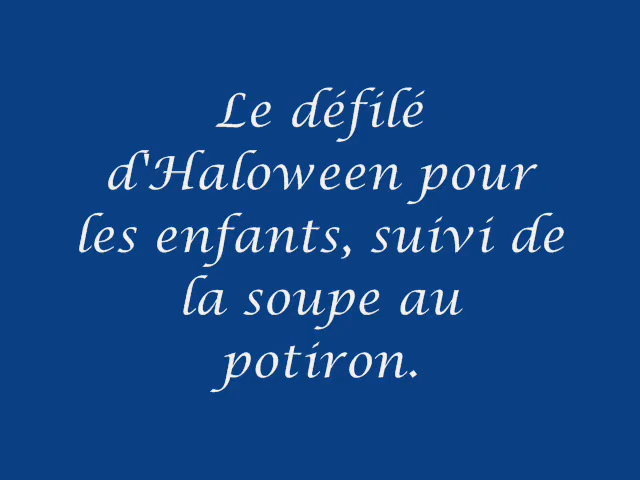 Le défilé
d'Haloween pour
les enfants, suivi de
la soupe au
potiron.